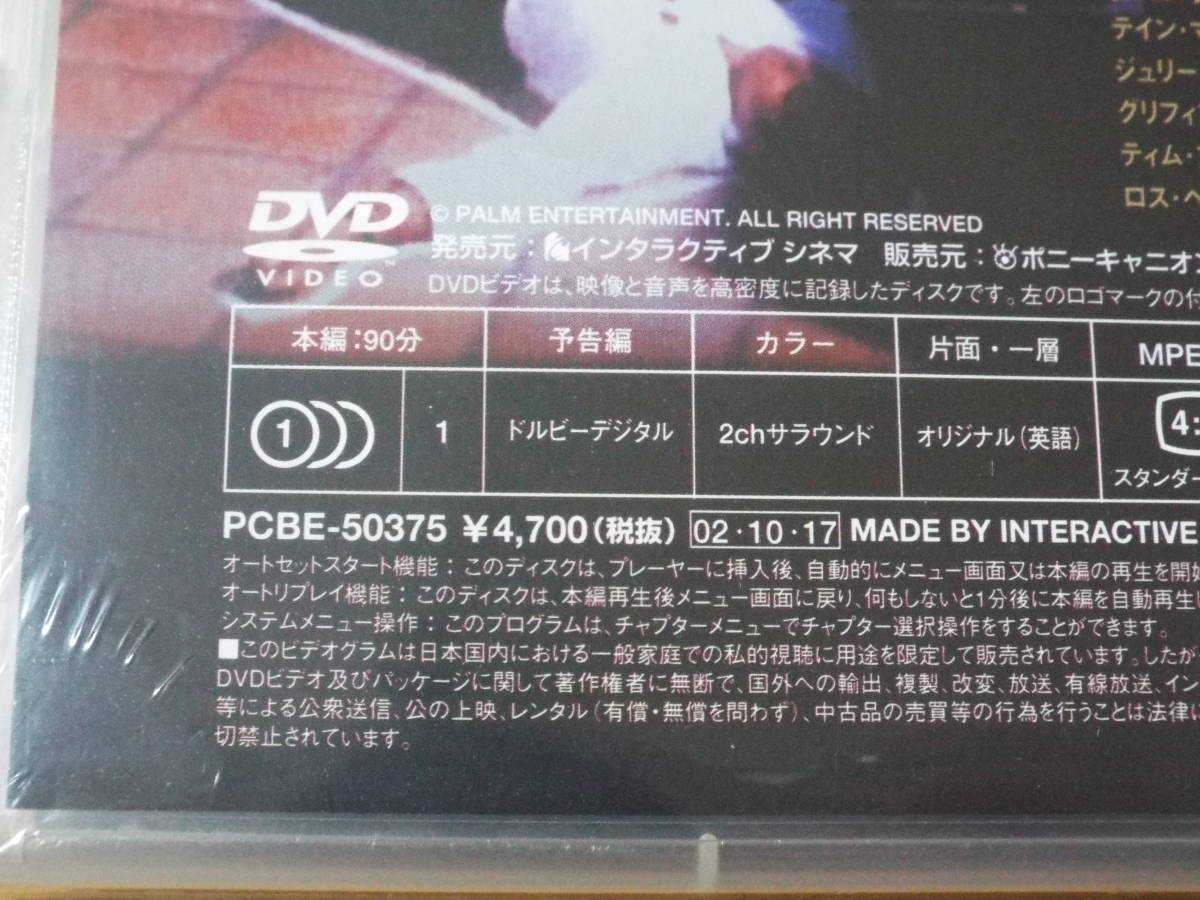 テイン・
ジュリー
グリフィ
ティム・
ロス・ヘ
DVD
VIDEO
© PALM ENTERTAINMENT. ALL RIGHT RESERVED
発売元：インタラクティブ シネマ 販売元：ポニーキャニオン
DVDビデオは、映像と音声を高密度に記録したディスクです。左のロゴマークの
本編：90分 予告編 カラー 片面・一層 MPE
1 1 ドルビーデジタル 2chサラウンド オリジナル（英語） 4:
スタンダー
PCBE-50375 ￥4,700（税抜） 02・10・17 MADE BY INTERACTIVE
オートセットスタート機能：このディスクは、プレーヤーに挿入後、自動的にメニュー画面又は本編の再生を開始
オートリプレイ機能：このディスクは、本編再生後メニュー画面に戻り、何もしないと1分後に本編を自動再生
システムメニュー操作：このプログラムは、チャプターメニューでチャプター選択操作をすることができます。
■このビデオグラムは日本国内における一般家庭での私的視聴に用途を限定して販売されています。したが
DVDビデオ及びパッケージに関して著作権者に無断で、国外への輸出、複製、改変、放送、有線放送、イン
等による公衆送信、公の上映、レンタル（有償・無償を問わず）、中古品の売買等の行為を行うことは法律に
切禁止されています。